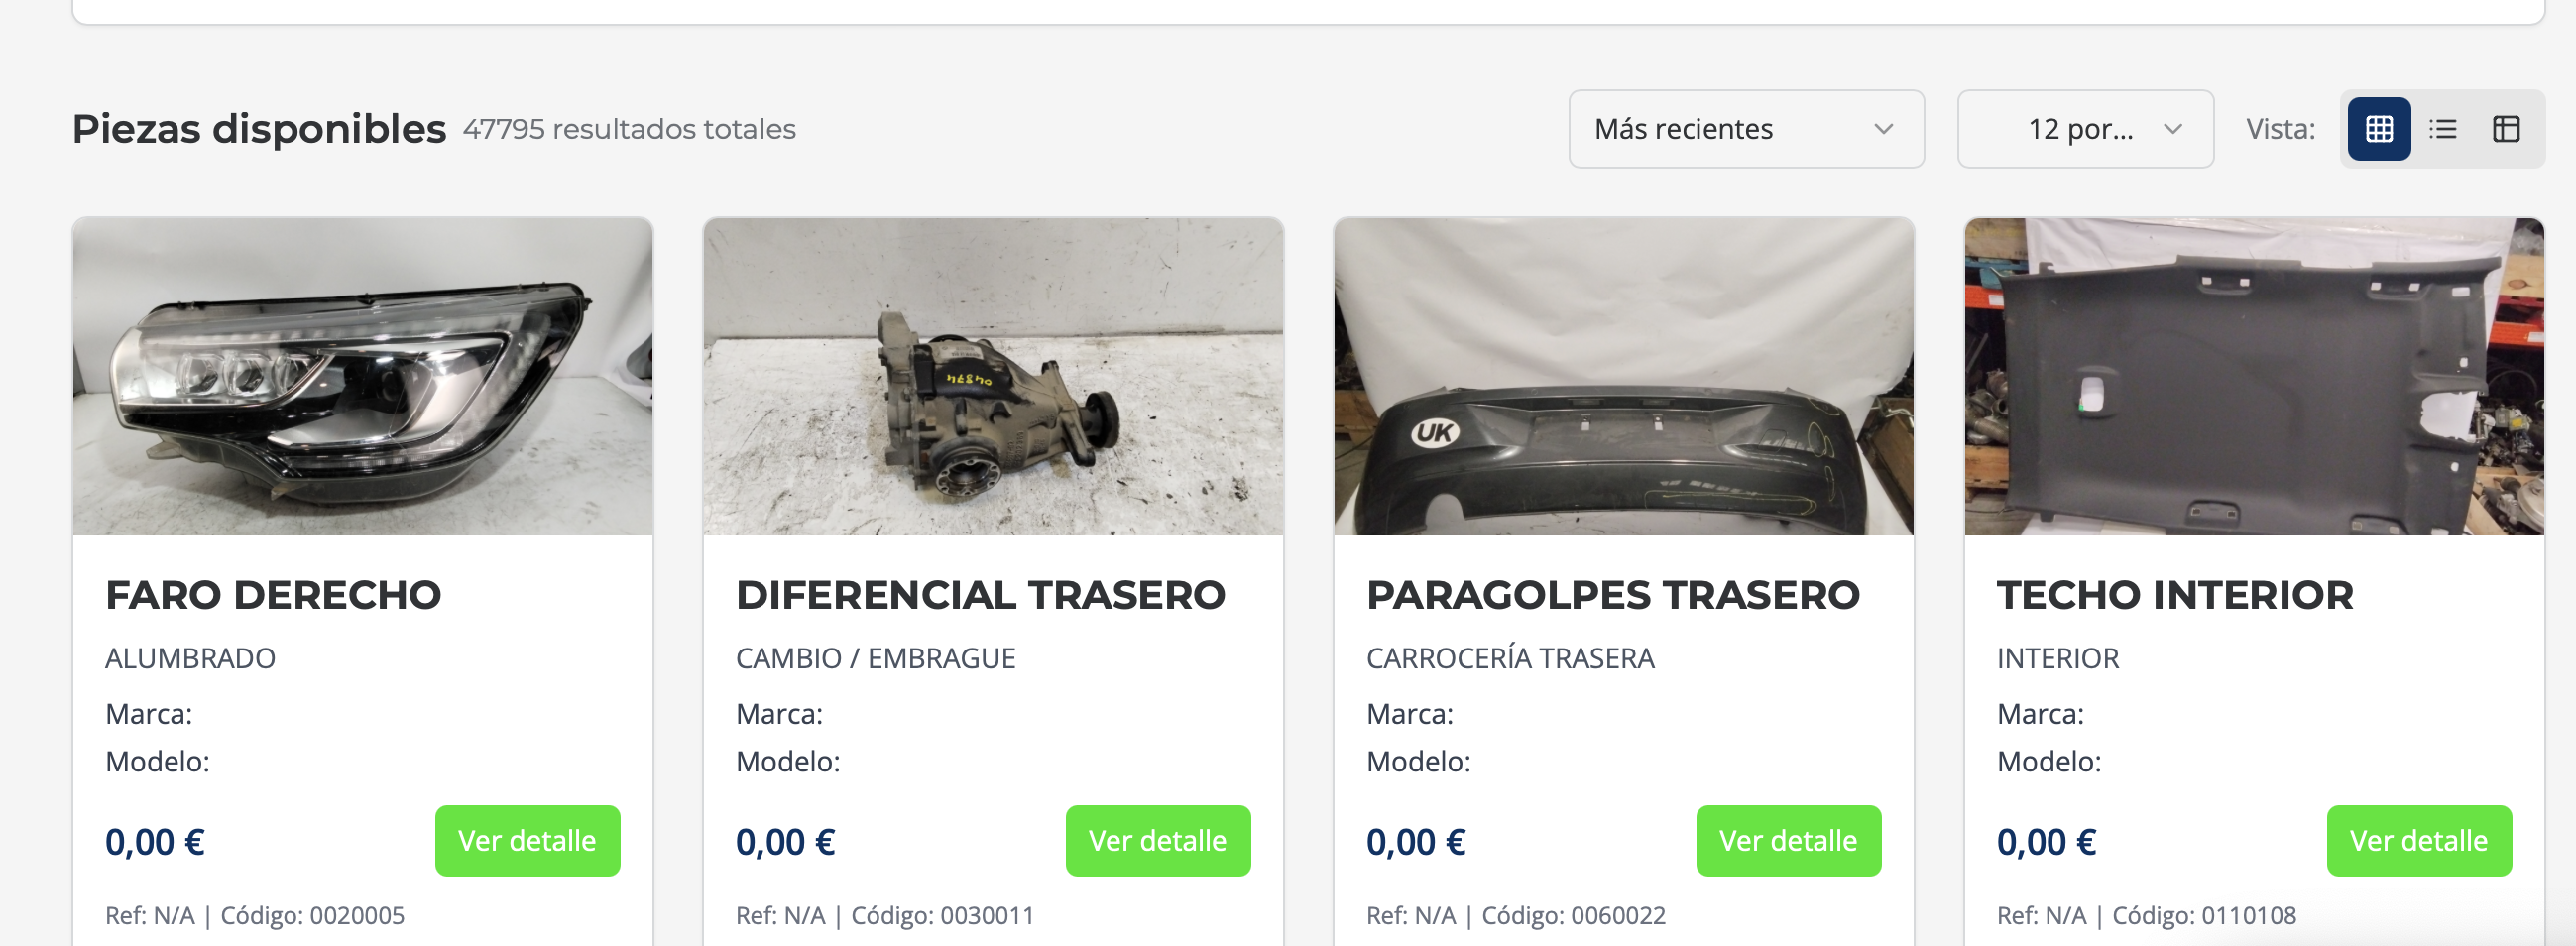 Piezas disponibles 47795 resultados totales
Más recientes
12 por...
Vista:
UK
04874
FARO DERECHO
ALUMBRADO
Marca:
Modelo:
0,00 €
Ver detalle
Ref: N/A | Código: 0020005
DIFERENCIAL TRASERO
CAMBIO / EMBRAGUE
Marca:
Modelo:
0,00 €
Ver detalle
Ref: N/A | Código: 0030011
PARAGOLPES TRASERO
CARROCERÍA TRASERA
Marca:
Modelo:
0,00 €
Ver detalle
Ref: N/A | Código: 0060022
TECHO INTERIOR
INTERIOR
Marca:
Modelo:
0,00 €
Ver detalle
Ref: N/A | Código: 0110108